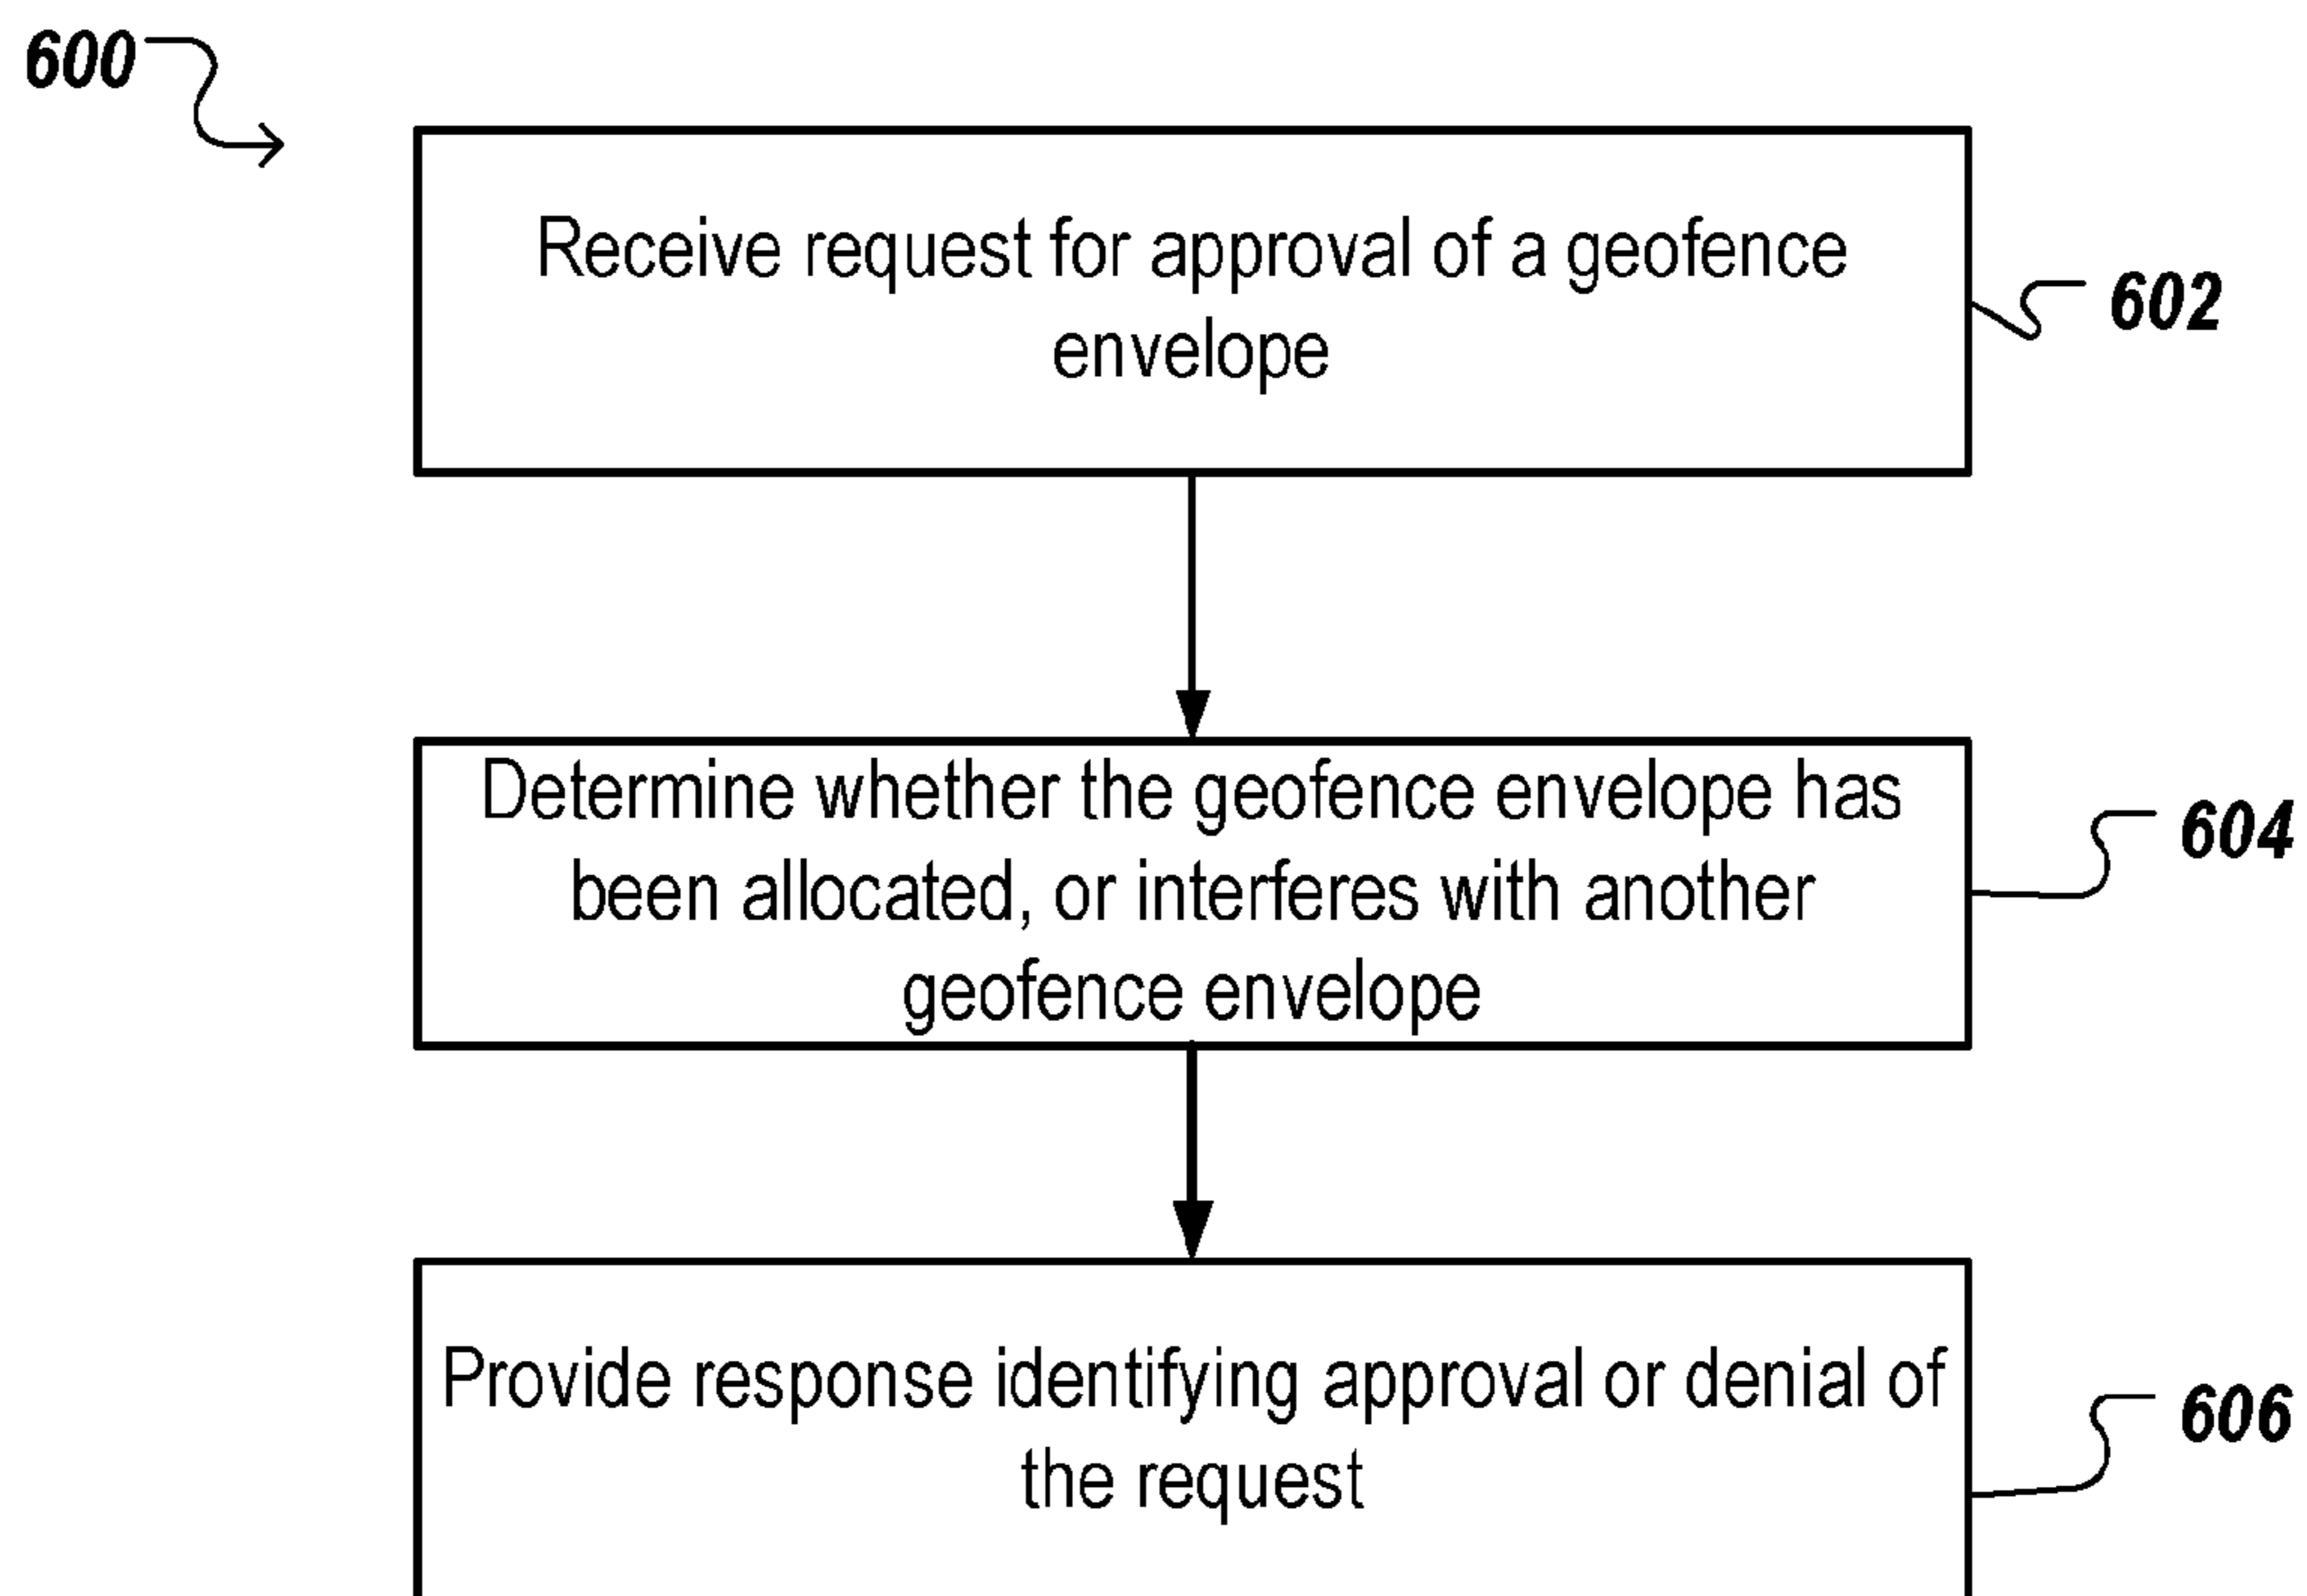 600
Receive request for approval of a geofence
envelope
602
Determine whether the geofence envelope has
been allocated, or interferes with another
geofence envelope
604
Provide response identifying approval or denial of
the request
606